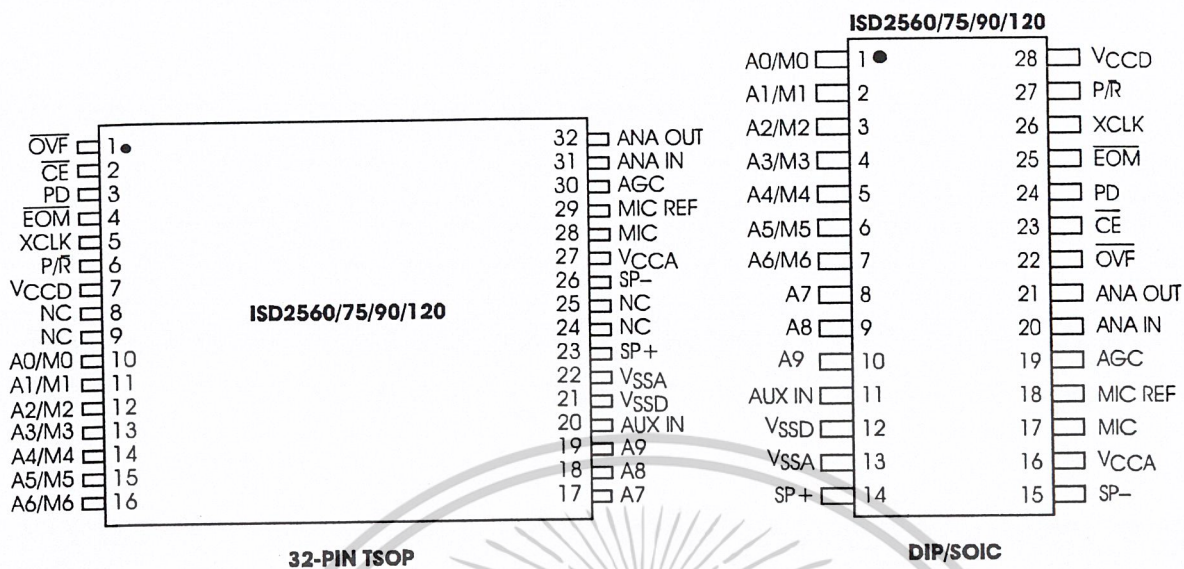 ISD2560/75/90/120
OVF 1 32 ANA OUT
CE 2 31 ANA IN
PD 3 30 AGC
EOM 4 29 MIC REF
XCLK 5 28 MIC
P/R 6 27 VCCA
VCCD 7 26 SP–
NC 8 25 NC
NC 9 24 NC
A0/M0 10 23 SP+
A1/M1 11 22 VSSA
A2/M2 12 21 VSSD
A3/M3 13 20 AUX IN
A4/M4 14 19 A9
A5/M5 15 18 A8
A6/M6 16 17 A7
ISD2560/75/90/120
32-PIN TSOP
A0/M0 1 28 VCCD
A1/M1 2 27 P/R
A2/M2 3 26 XCLK
A3/M3 4 25 EOM
A4/M4 5 24 PD
A5/M5 6 23 CE
A6/M6 7 22 OVF
A7 8 21 ANA OUT
A8 9 20 ANA IN
A9 10 19 AGC
AUX IN 11 18 MIC REF
VSSD 12 17 MIC
VSSA 13 16 VCCA
SP+ 14 15 SP–
DIP/SOIC